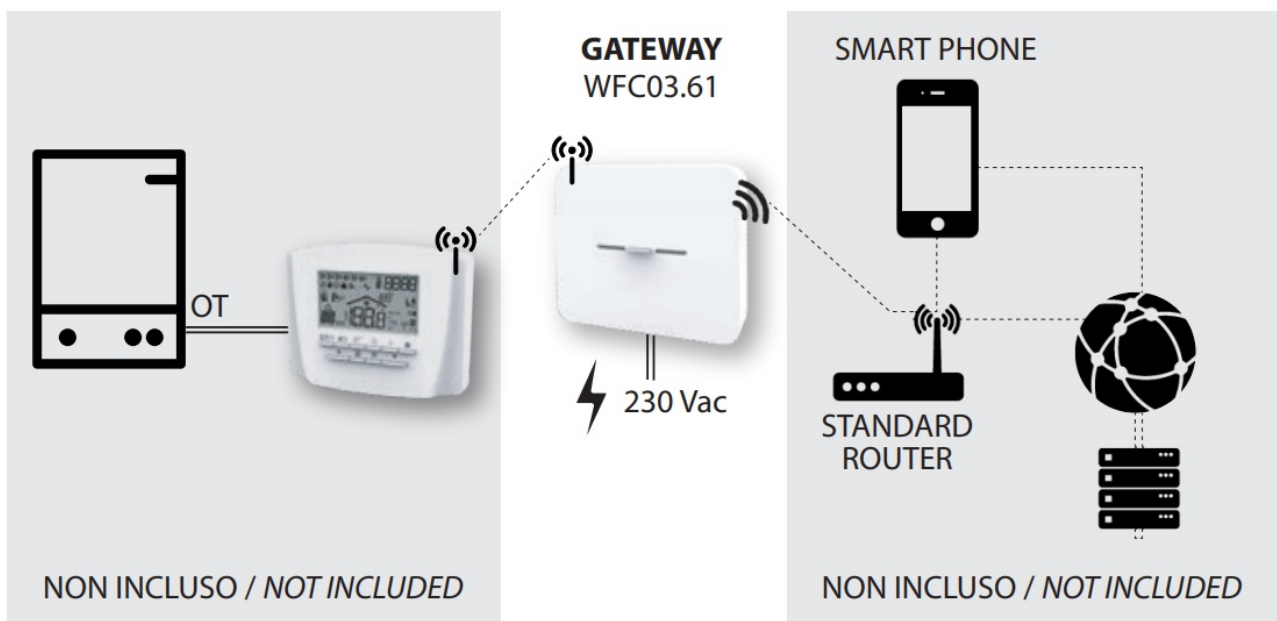 GATEWAY
WFC03.61
SMART PHONE
OT
230 Vac
STANDARD
ROUTER
NON INCLUSO / NOT INCLUDED
NON INCLUSO / NOT INCLUDED